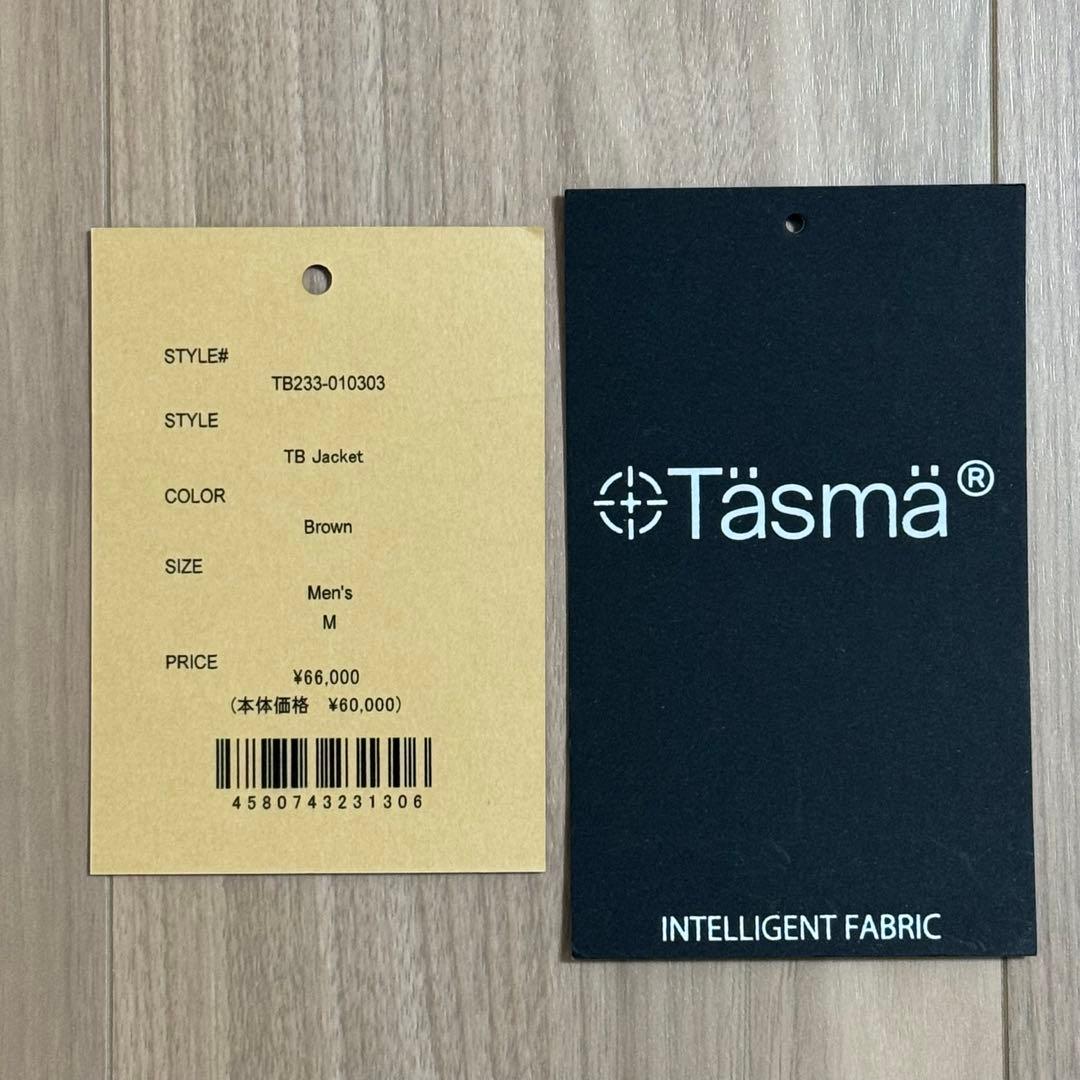 STYLE#
TB233-010303
STYLE
TB Jacket
COLOR
Brown
SIZE
Men's
M
PRICE
¥66,000
(本体価格　¥60,000)
4580743231306
Täsmä®
INTELLIGENT FABRIC